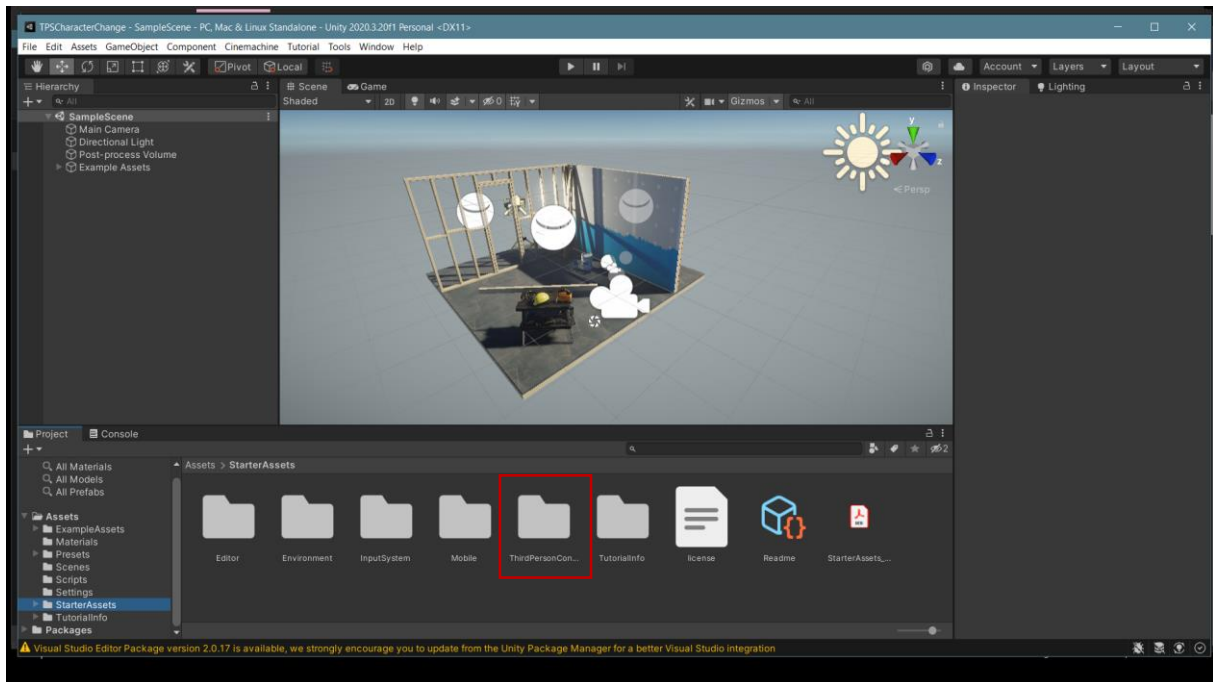 TPSCharacterChange - SampleScene - PC, Mac & Linux Standalone - Unity 2020.3.20f1 Personal <DX11>
File Edit Assets GameObject Component Cinemachine Tutorial Tools Window Help
Pivot Local Account Layers Layout
Hierarchy
All
SampleScene
Main Camera
Directional Light
Post-process Volume
Example Assets
Scene Game
Shaded 2D 0 Gizmos All
y
z
Persp
Inspector Lighting
Project Console
2
All Materials
All Models
All Prefabs
Assets
ExampleAssets
Materials
Presets
Scenes
Scripts
Settings
StarterAssets
TutorialInfo
Packages
Assets > StarterAssets
Editor Environment InputSystem Mobile ThirdPersonCon... TutorialInfo license Readme StarterAssets_...
Visual Studio Editor Package version 2.0.17 is available, we strongly encourage you to update from the Unity Package Manager for a better Visual Studio integration